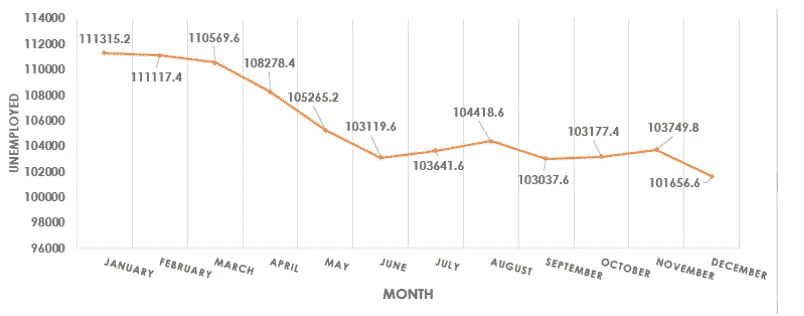 114000
112000
110000
108000
106000
104000
102000
100000
98000
96000
UNEMPLOYED
111315.2
111117.4
110569.6
108278.4
105265.2
103119.6
103641.6
104418.6
103037.6
103177.4
103749.8
101656.6
JANUARY
FEBRUARY
MARCH
APRIL
MAY
JUNE
JULY
AUGUST
SEPTEMBER
OCTOBER
NOVEMBER
DECEMBER
MONTH